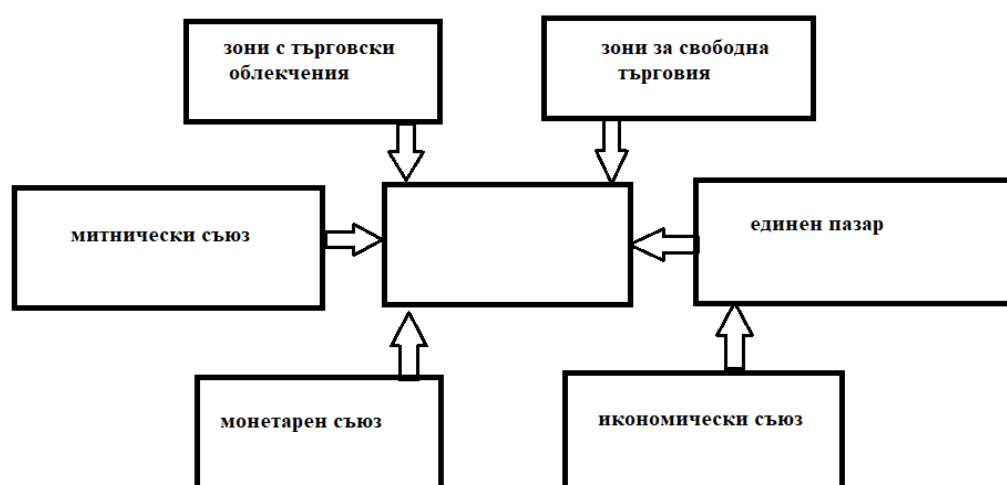 зони с търговски
облекчения
зони за свободна
търговия
митнически съюз
единен пазар
монетарен съюз
икономически съюз